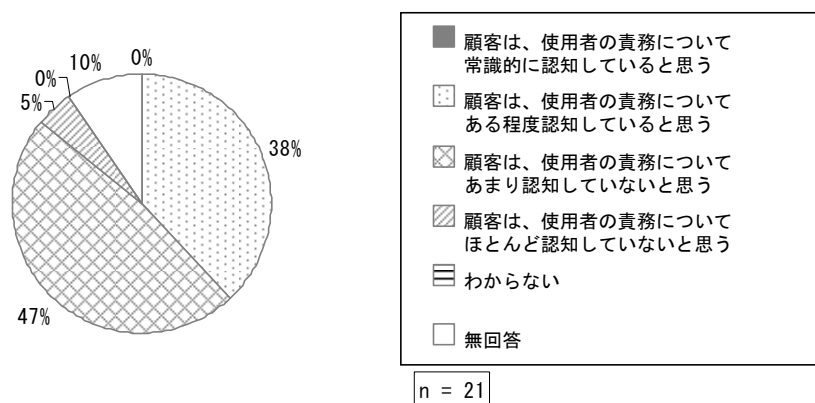 0%
10%
0%
5%
38%
47%
顧客は、使用者の責務について
常識的に認知していると思う
顧客は、使用者の責務について
ある程度認知していると思う
顧客は、使用者の責務について
あまり認知していないと思う
顧客は、使用者の責務について
ほとんど認知していないと思う
わからない
無回答
n = 21